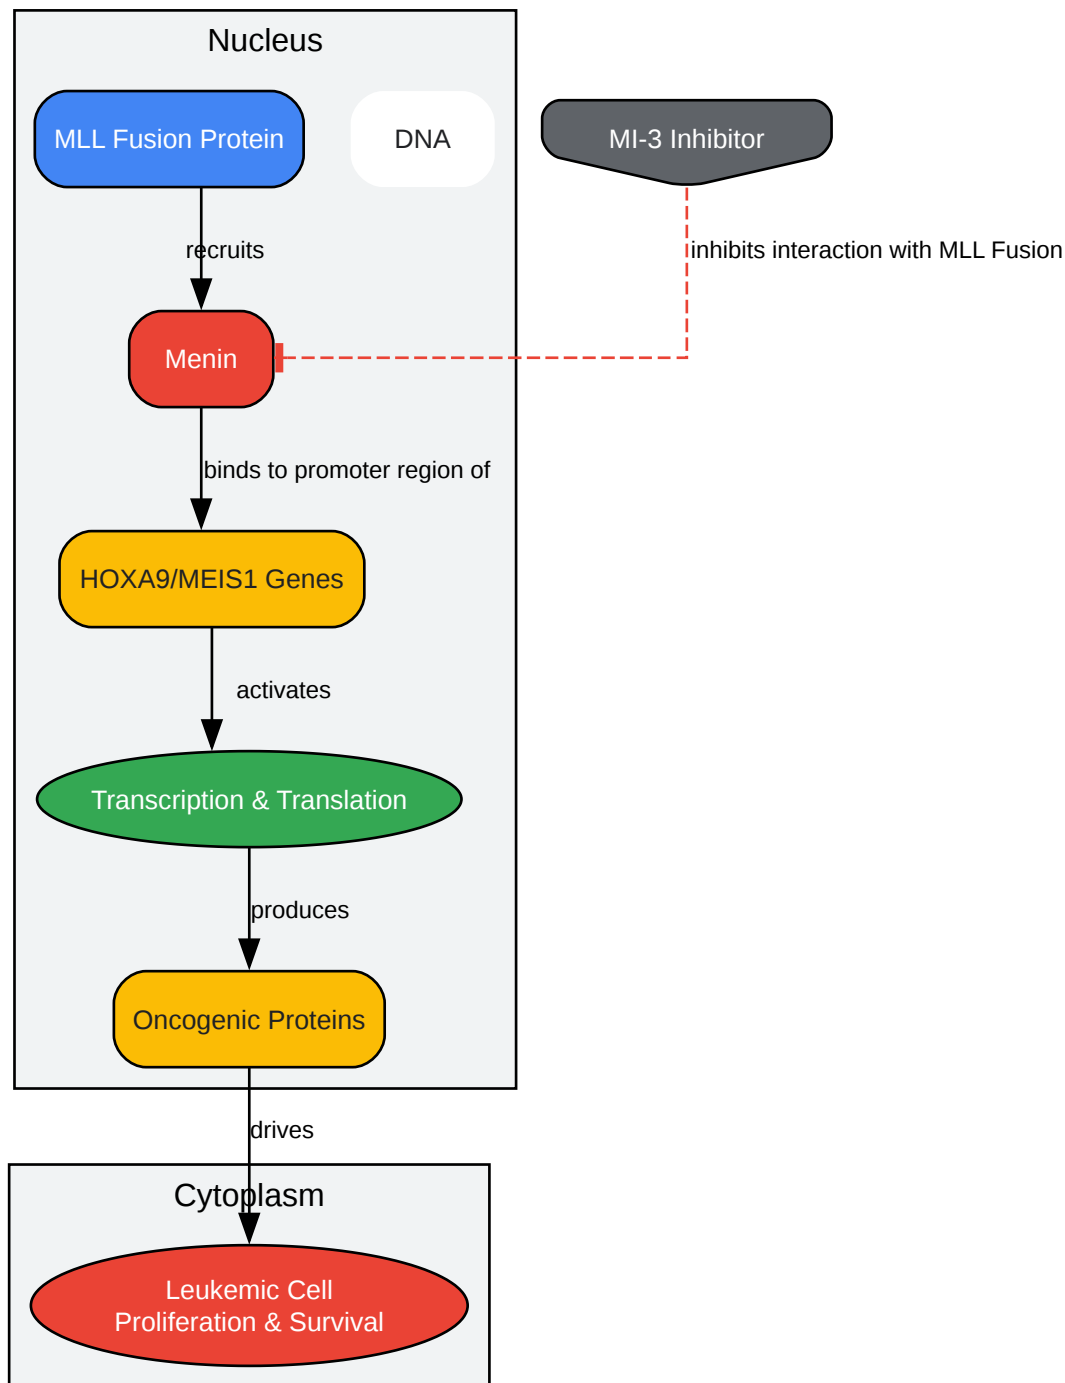 Nucleus
MLL Fusion Protein
DNA
MI-3 Inhibitor
recruits
inhibits interaction with MLL Fusion
Menin
binds to promoter region of
HOXA9/MEIS1 Genes
activates
Transcription & Translation
produces
Oncogenic Proteins
drives
Cytoplasm
Leukemic Cell
Proliferation & Survival